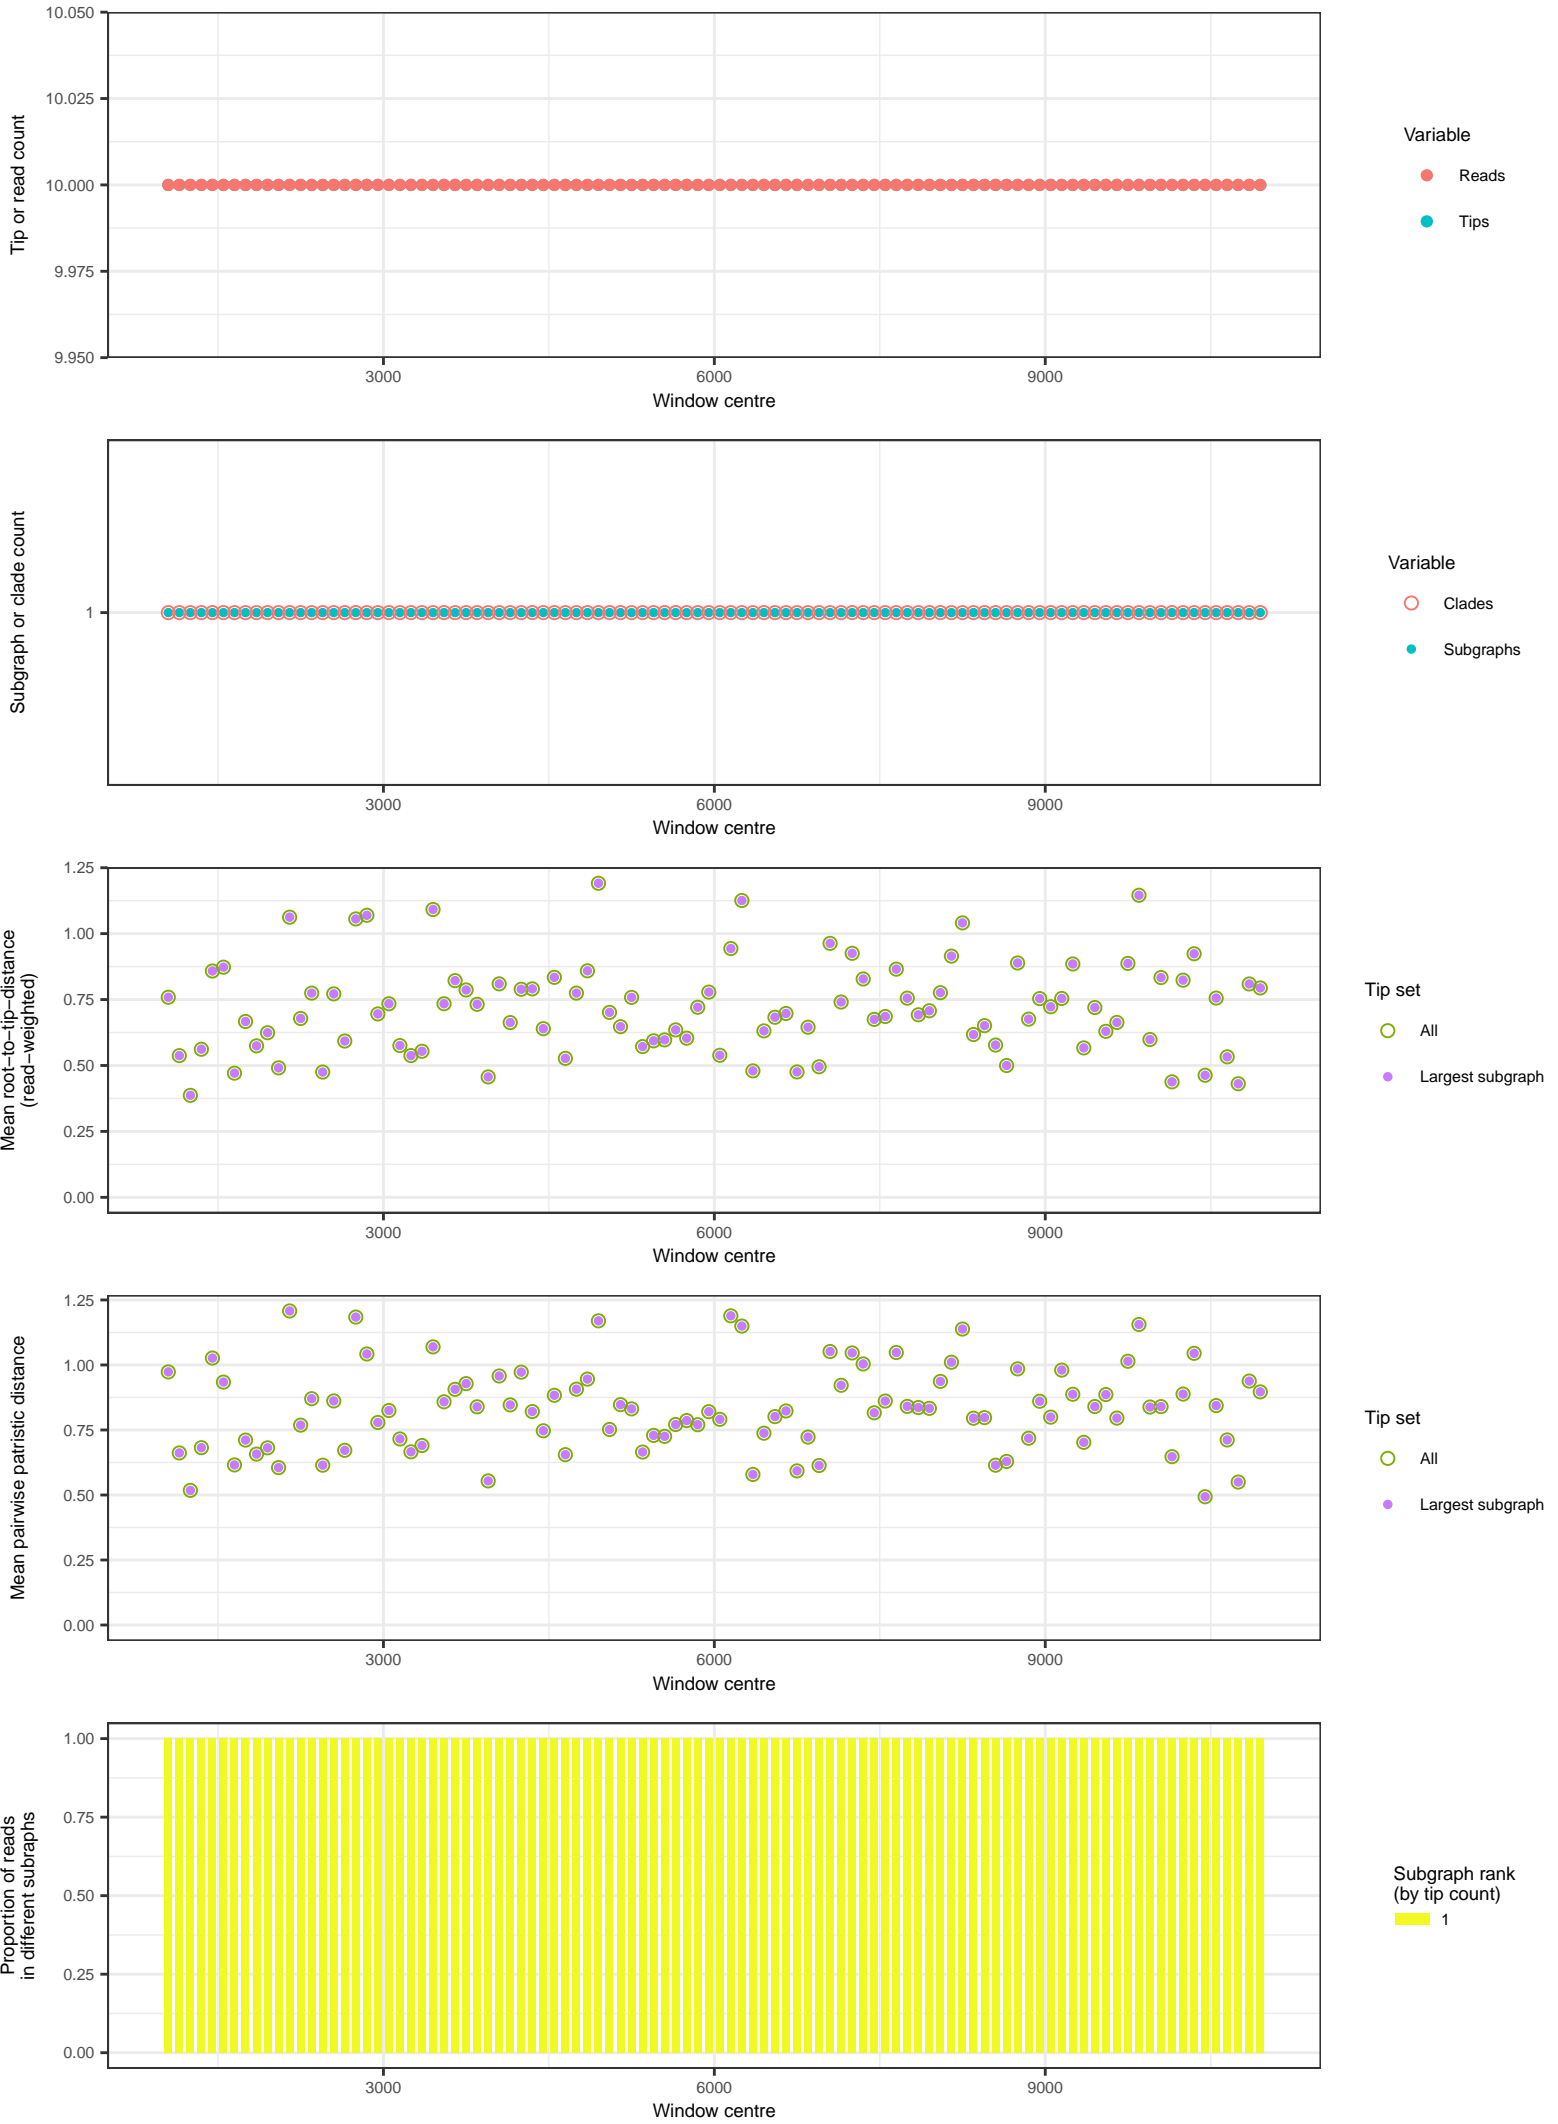 10.050
10.025
10.000
9.975
9.950
Tip or read count
3000
6000
9000
Window centre
Variable
Reads
Tips
1
Subgraph or clade count
3000
6000
9000
Window centre
Variable
Clades
Subgraphs
1.25
1.00
0.75
0.50
0.25
0.00
Mean root−to−tip−distance
(read−weighted)
3000
6000
9000
Window centre
Tip set
All
Largest subgraph
1.25
1.00
0.75
0.50
0.25
0.00
Mean pairwise patristic distance
3000
6000
9000
Window centre
Tip set
All
Largest subgraph
1.00
0.75
0.50
0.25
0.00
Proportion of reads
in different subraphs
3000
6000
9000
Window centre
Subgraph rank
(by tip count)
1